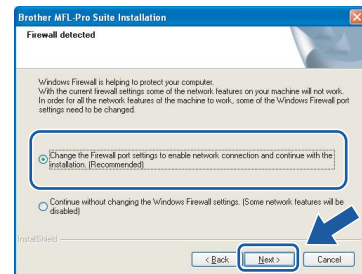 Brother MFL-Pro Suite Installation
Firewall detected
Windows Firewall is helping to protect your computer.
With the current firewall settings some of the network features on your machine will not work.
In order for all the network features of the machine to work, some of the Windows Firewall port
settings need to be changed.
Change the Firewall port settings to enable network connection and continue with the
installation. (Recommended)
Continue without changing the Windows Firewall settings. (Some network features will be
disabled)
InstallShield
< Back
Next >
Cancel